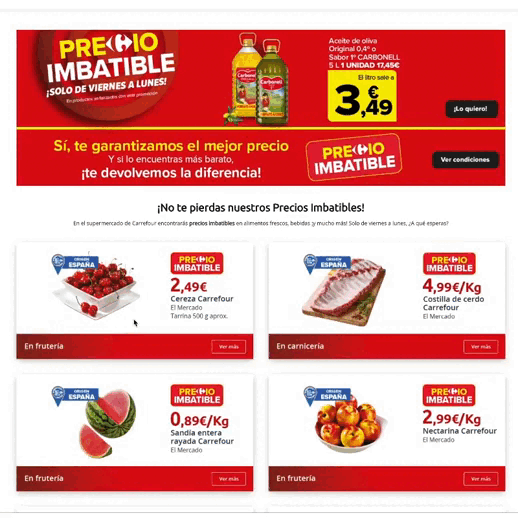 PRECIO
IMBATIBLE
¡SOLO DE VIERNES A LUNES!
Aceite de oliva
Original 0,4º o
Sabor 1º CARBONELL
5 L 1 UNIDAD 17,45€
El litro sale a
3,49
€
¡Lo quiero!
Carbonell
Sí, te garantizamos el mejor precio
Y si lo encuentras más barato,
¡te devolvemos la diferencia!
PRECIO
IMBATIBLE
Ver condiciones
¡No te pierdas nuestros Precios Imbatibles!
En el supermercado de Carrefour encontrarás precios imbatibles en alimentos frescos, bebidas ¡y mucho más! Solo de viernes a lunes, ¿A qué esperas?
ORIGEN
ESPAÑA
PRECIO
IMBATIBLE
2,49€
Cereza Carrefour
El Mercado
Tarrina 500 g aprox.
En frutería
Ver más
ORIGEN
ESPAÑA
PRECIO
IMBATIBLE
4,99€/Kg
Costilla de cerdo
Carrefour
El Mercado
En carnicería
Ver más
ORIGEN
ESPAÑA
PRECIO
IMBATIBLE
0,89€/Kg
Sandía entera
rayada Carrefour
El Mercado
En frutería
Ver más
ORIGEN
ESPAÑA
PRECIO
IMBATIBLE
2,99€/Kg
Nectarina Carrefour
El Mercado
En frutería
Ver más